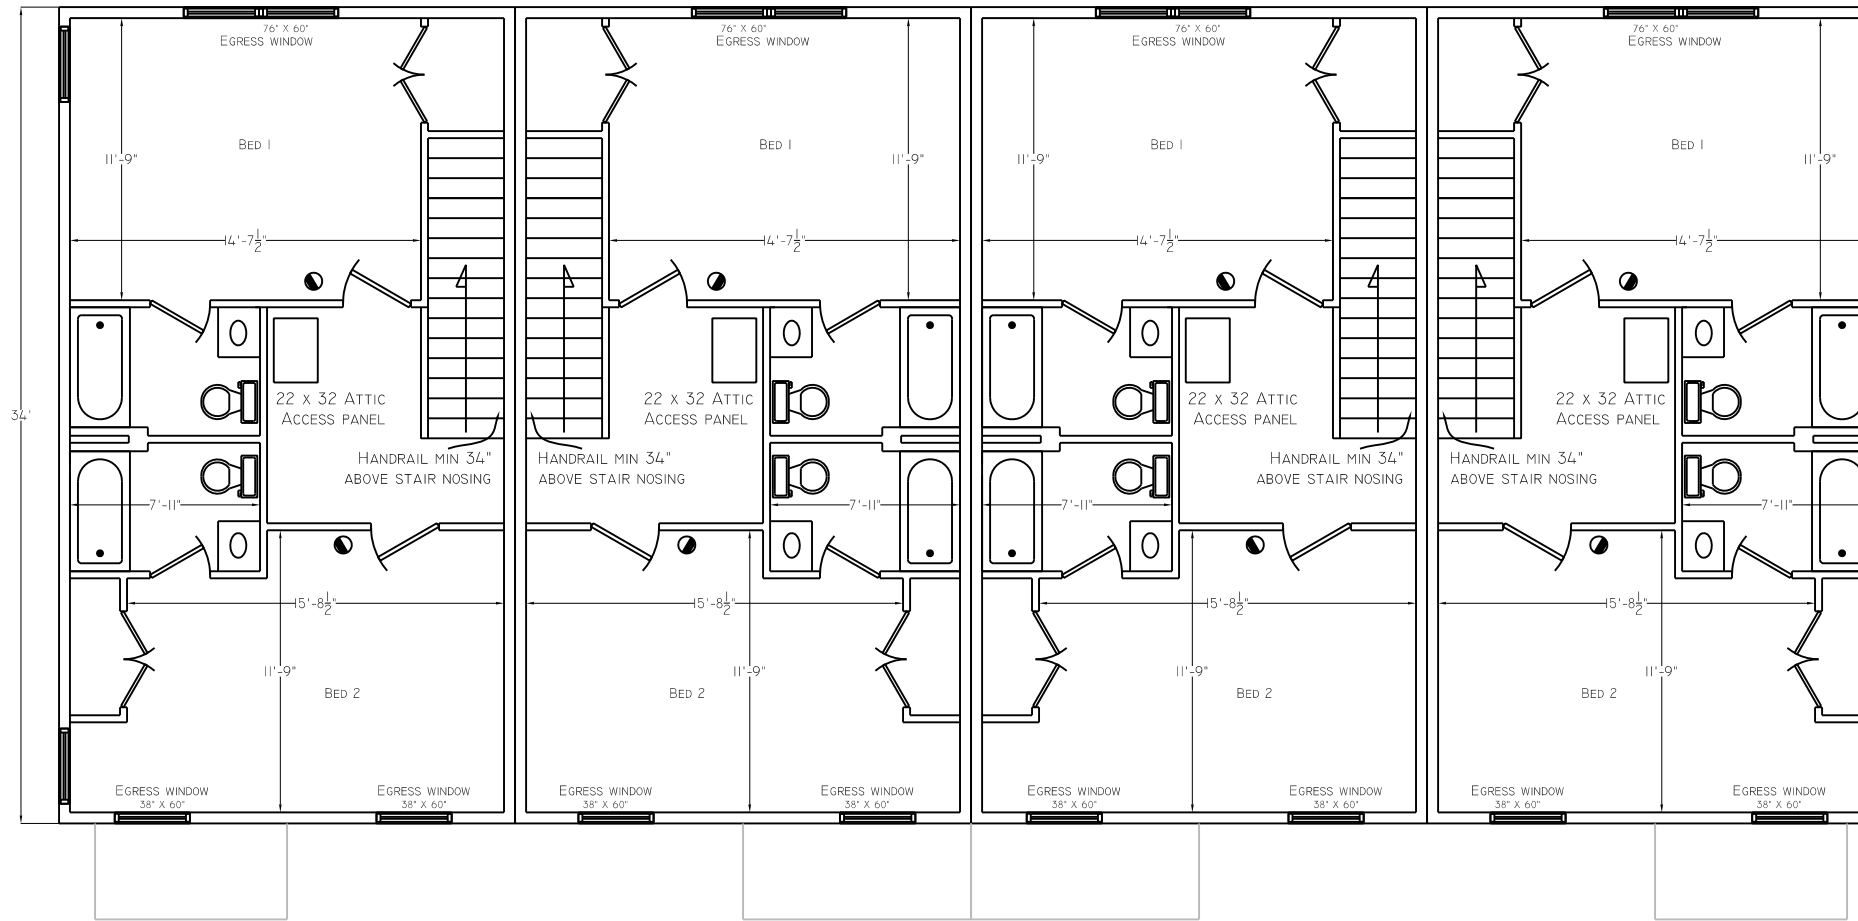 76" X 60"
EGRESS WINDOW
76" X 60"
EGRESS WINDOW
76" X 60"
EGRESS WINDOW
76" X 60"
EGRESS WINDOW
BED 1
BED 1
BED 1
BED 1
11'-9"
11'-9"
11'-9"
11'-9"
14'-7 1/2"
14'-7 1/2"
14'-7 1/2"
14'-7 1/2"
34'
22 X 32 ATTIC
ACCESS PANEL
22 X 32 ATTIC
ACCESS PANEL
22 X 32 ATTIC
ACCESS PANEL
22 X 32 ATTIC
ACCESS PANEL
HANDRAIL MIN 34"
ABOVE STAIR NOSING
HANDRAIL MIN 34"
ABOVE STAIR NOSING
HANDRAIL MIN 34"
ABOVE STAIR NOSING
HANDRAIL MIN 34"
ABOVE STAIR NOSING
7'-11"
7'-11"
7'-11"
7'-11"
15'-8 1/2"
15'-8 1/2"
15'-8 1/2"
15'-8 1/2"
11'-9"
11'-9"
11'-9"
11'-9"
BED 2
BED 2
BED 2
BED 2
EGRESS WINDOW
38" X 60"
EGRESS WINDOW
38" X 60"
EGRESS WINDOW
38" X 60"
EGRESS WINDOW
38" X 60"
EGRESS WINDOW
38" X 60"
EGRESS WINDOW
38" X 60"
EGRESS WINDOW
38" X 60"
EGRESS WINDOW
38" X 60"